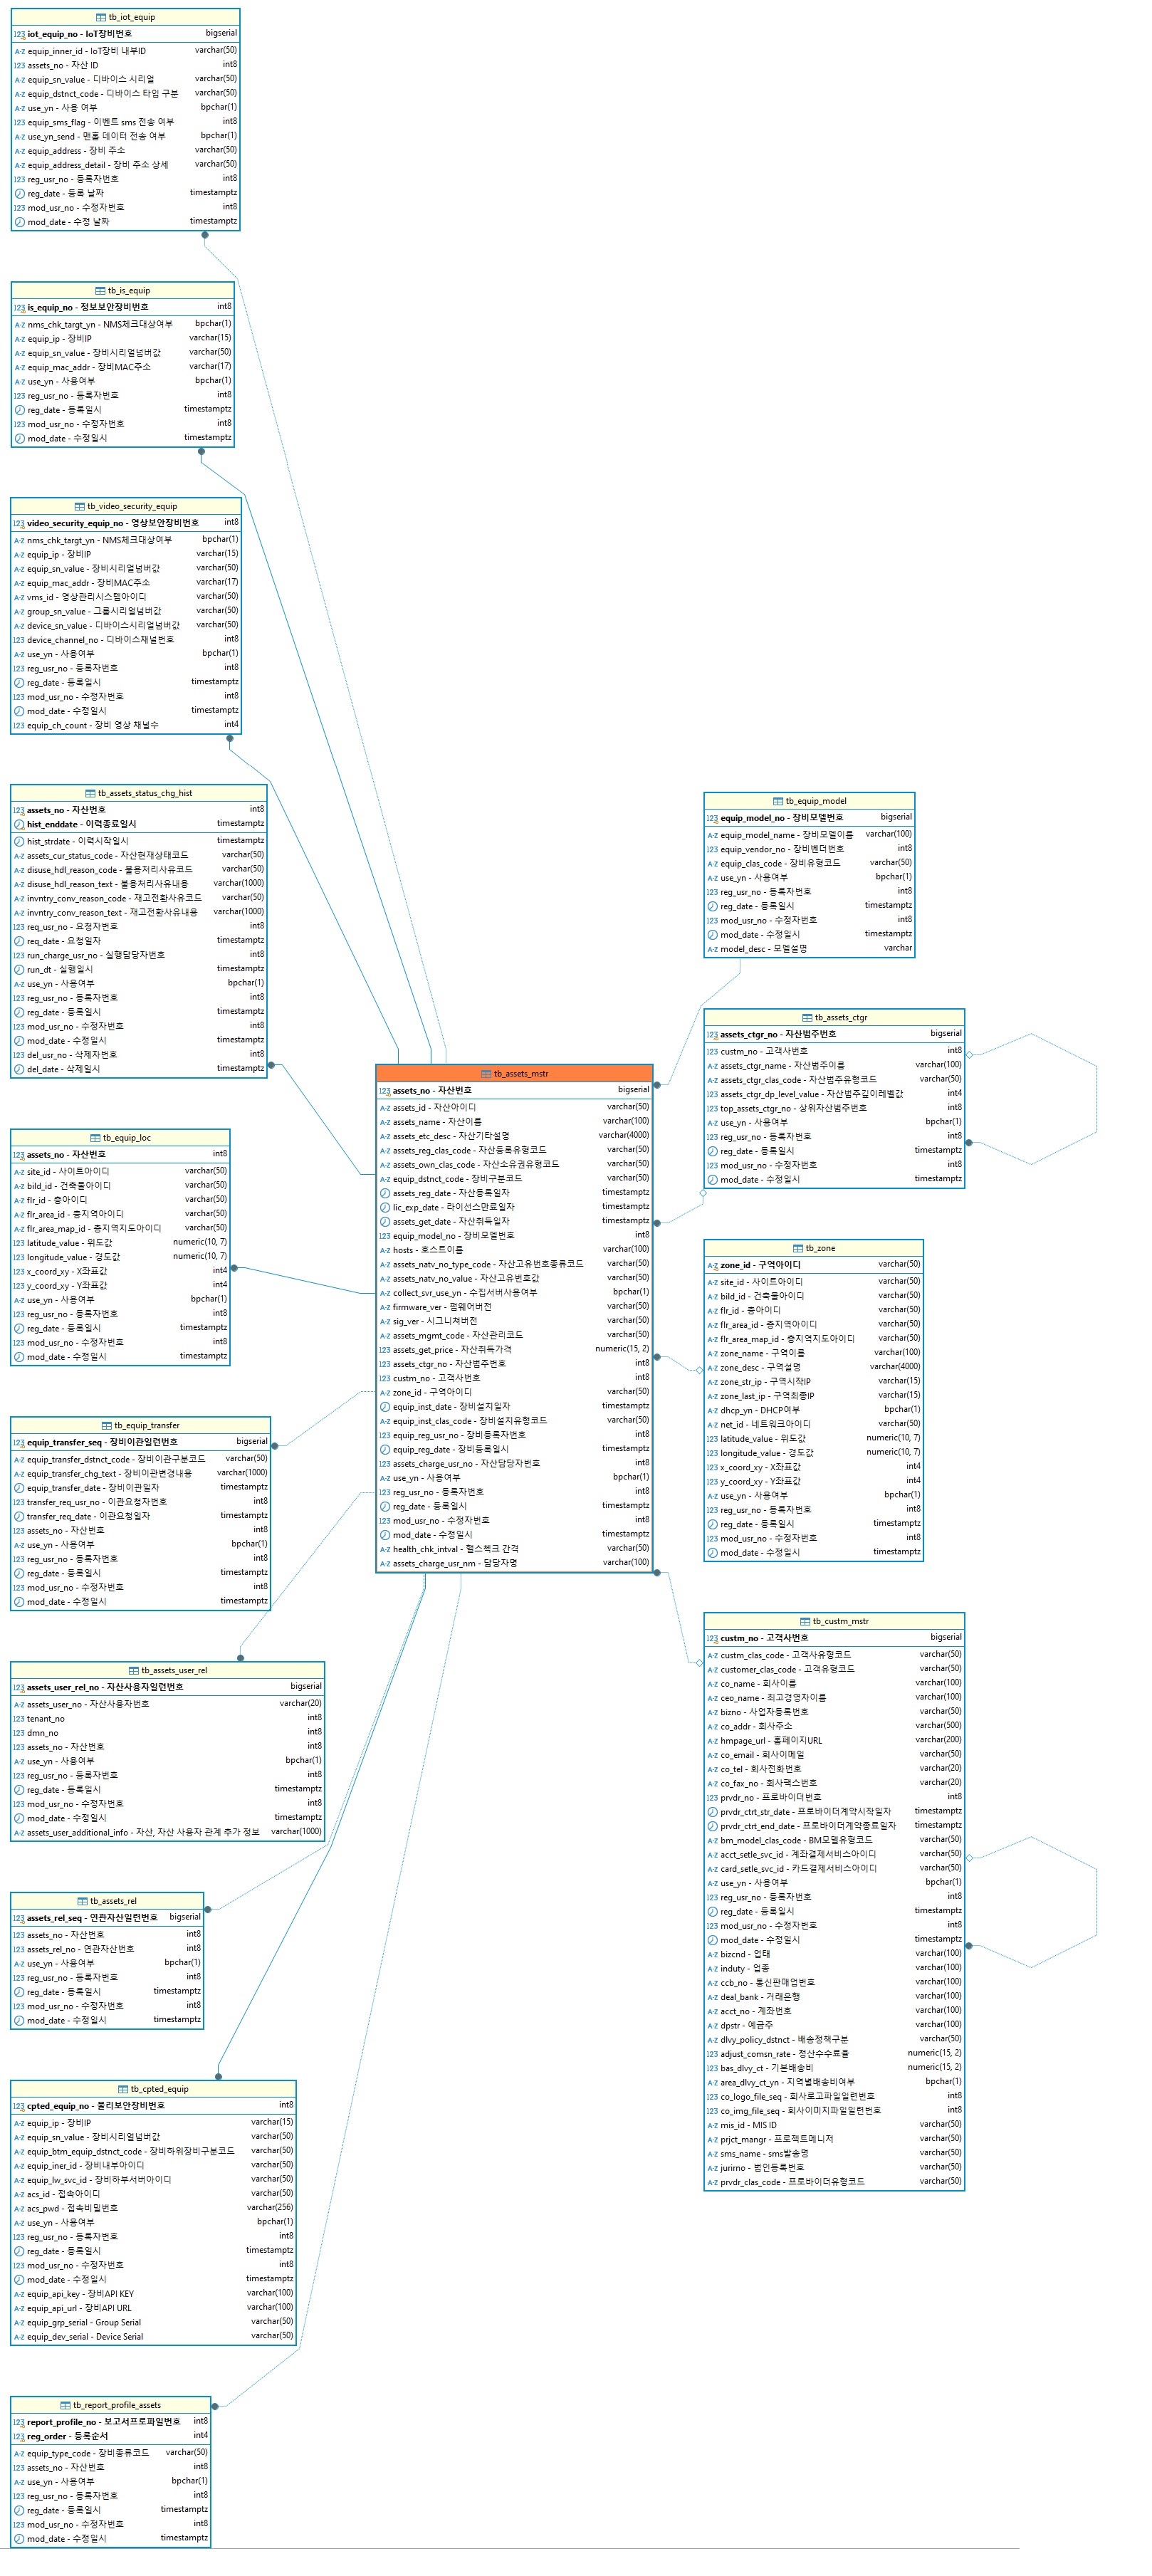 tb_iot_equip
iot_equip_no - IoT장비번호 bigserial
equip_inner_id - IoT장비 내부ID varchar(50)
assets_no - 자산 ID int8
equip_sn_value - 디바이스 시리얼 varchar(50)
equip_dstnct_code - 디바이스 타입 구분 varchar(50)
use_yn - 사용 여부 bpchar(1)
equip_sms_flag - 이벤트 sms 전송 여부 int8
use_yn_send - 맨홀 데이터 전송 여부 bpchar(1)
equip_address - 장비 주소 varchar(50)
equip_address_detail - 장비 주소 상세 varchar(50)
reg_usr_no - 등록자번호 int8
reg_date - 등록 날짜 timestamptz
mod_usr_no - 수정자번호 int8
mod_date - 수정 날짜 timestamptz
tb_is_equip
is_equip_no - 정보보안장비번호 int8
nms_chk_targt_yn - NMS체크대상여부 bpchar(1)
equip_ip - 장비IP varchar(15)
equip_sn_value - 장비시리얼넘버값 varchar(50)
equip_mac_addr - 장비MAC주소 varchar(17)
use_yn - 사용여부 bpchar(1)
reg_usr_no - 등록자번호 int8
reg_date - 등록일시 timestamptz
mod_usr_no - 수정자번호 int8
mod_date - 수정일시 timestamptz
tb_video_security_equip
video_security_equip_no - 영상보안장비번호 int8
nms_chk_targt_yn - NMS체크대상여부 bpchar(1)
equip_ip - 장비IP varchar(15)
equip_sn_value - 장비시리얼넘버값 varchar(50)
equip_mac_addr - 장비MAC주소 varchar(17)
vms_id - 영상관리시스템아이디 varchar(50)
group_sn_value - 그룹시리얼넘버값 varchar(50)
device_sn_value - 디바이스시리얼넘버값 varchar(50)
device_channel_no - 디바이스채널번호 int8
use_yn - 사용여부 bpchar(1)
reg_usr_no - 등록자번호 int8
reg_date - 등록일시 timestamptz
mod_usr_no - 수정자번호 int8
mod_date - 수정일시 timestamptz
equip_ch_count - 장비 영상 채널수 int4
tb_assets_status_chg_hist
assets_no - 자산번호 int8
hist_enddate - 이력종료일시 timestamptz
hist_strdate - 이력시작일시 timestamptz
assets_cur_status_code - 자산현재상태코드 varchar(50)
disuse_hdl_reason_code - 불용처리사유코드 varchar(50)
disuse_hdl_reason_text - 불용처리사유내용 varchar(1000)
invntry_conv_reason_code - 재고전환사유코드 varchar(50)
invntry_conv_reason_text - 재고전환사유내용 varchar(1000)
req_usr_no - 요청자번호 int8
req_date - 요청일자 timestamptz
run_charge_usr_no - 실행담당자번호 int8
run_dt - 실행일시 timestamptz
use_yn - 사용여부 bpchar(1)
reg_usr_no - 등록자번호 int8
reg_date - 등록일시 timestamptz
mod_usr_no - 수정자번호 int8
mod_date - 수정일시 timestamptz
del_usr_no - 삭제자번호 int8
del_date - 삭제일시 timestamptz
tb_equip_loc
assets_no - 자산번호 int8
site_id - 사이트아이디 varchar(50)
bild_id - 건축물아이디 varchar(50)
flr_id - 층아이디 varchar(50)
flr_area_id - 층지역아이디 varchar(50)
flr_area_map_id - 층지역지도아이디 varchar(50)
latitude_value - 위도값 numeric(10, 7)
longitude_value - 경도값 numeric(10, 7)
x_coord_xy - X좌표값 int4
y_coord_xy - Y좌표값 int4
use_yn - 사용여부 bpchar(1)
reg_usr_no - 등록자번호 int8
reg_date - 등록일시 timestamptz
mod_usr_no - 수정자번호 int8
mod_date - 수정일시 timestamptz
tb_equip_transfer
equip_transfer_seq - 장비이관일련번호 bigserial
equip_transfer_dstnct_code - 장비이관구분코드 varchar(50)
equip_transfer_chg_text - 장비이관변경내용 varchar(1000)
equip_transfer_date - 장비이관일자 timestamptz
transfer_req_usr_no - 이관요청자번호 int8
transfer_req_date - 이관요청일자 timestamptz
assets_no - 자산번호 int8
use_yn - 사용여부 bpchar(1)
reg_usr_no - 등록자번호 int8
reg_date - 등록일시 timestamptz
mod_usr_no - 수정자번호 int8
mod_date - 수정일시 timestamptz
tb_assets_user_rel
assets_user_rel_no - 자산사용자일련번호 bigserial
assets_user_no - 자산사용자번호 varchar(20)
tenant_no int8
dmn_no int8
assets_no - 자산번호 int8
use_yn - 사용여부 bpchar(1)
reg_usr_no - 등록자번호 int8
reg_date - 등록일시 timestamptz
mod_usr_no - 수정자번호 int8
mod_date - 수정일시 timestamptz
assets_user_additional_info - 자산, 자산 사용자 관계 추가 정보 varchar(1000)
tb_assets_rel
assets_rel_seq - 연관자산일련번호 bigserial
assets_no - 자산번호 int8
assets_rel_no - 연관자산번호 int8
use_yn - 사용여부 bpchar(1)
reg_usr_no - 등록자번호 int8
reg_date - 등록일시 timestamptz
mod_usr_no - 수정자번호 int8
mod_date - 수정일시 timestamptz
tb_cpted_equip
cpted_equip_no - 물리보안장비번호 int8
equip_ip - 장비IP varchar(15)
equip_sn_value - 장비시리얼넘버값 varchar(50)
equip_btm_equip_dstnct_code - 장비하위장비구분코드 varchar(50)
equip_iner_id - 장비내부아이디 varchar(50)
equip_lw_svc_id - 장비하부서버아이디 varchar(50)
acs_id - 접속아이디 varchar(50)
acs_pwd - 접속비밀번호 varchar(256)
use_yn - 사용여부 bpchar(1)
reg_usr_no - 등록자번호 int8
reg_date - 등록일시 timestamptz
mod_usr_no - 수정자번호 int8
mod_date - 수정일시 timestamptz
equip_api_key - 장비API KEY varchar(100)
equip_api_url - 장비API URL varchar(100)
equip_grp_serial - Group Serial varchar(50)
equip_dev_serial - Device Serial varchar(50)
tb_report_profile_assets
report_profile_no - 보고서프로파일번호 int8
reg_order - 등록순서 int4
equip_type_code - 장비종류코드 varchar(50)
assets_no - 자산번호 int8
use_yn - 사용여부 bpchar(1)
reg_usr_no - 등록자번호 int8
reg_date - 등록일시 timestamptz
mod_usr_no - 수정자번호 int8
mod_date - 수정일시 timestamptz
tb_assets_mstr
assets_no - 자산번호 bigserial
assets_id - 자산아이디 varchar(50)
assets_name - 자산이름 varchar(100)
assets_etc_desc - 자산기타설명 varchar(4000)
assets_reg_clas_code - 자산등록유형코드 varchar(50)
assets_own_clas_code - 자산소유권유형코드 varchar(50)
equip_dstnct_code - 장비구분코드 varchar(50)
assets_reg_date - 자산등록일자 timestamptz
lic_exp_date - 라이선스만료일자 timestamptz
assets_get_date - 자산취득일자 timestamptz
equip_model_no - 장비모델번호 int8
hosts - 호스트이름 varchar(100)
assets_natv_no_type_code - 자산고유번호종류코드 varchar(50)
assets_natv_no_value - 자산고유번호값 varchar(50)
collect_svr_use_yn - 수집서버사용여부 bpchar(1)
firmware_ver - 펌웨어버전 varchar(50)
sig_ver - 시그니쳐버전 varchar(50)
assets_mgmt_code - 자산관리코드 varchar(50)
assets_get_price - 자산취득가격 numeric(15, 2)
assets_ctgr_no - 자산범주번호 int8
custm_no - 고객사번호 int8
zone_id - 구역아이디 varchar(50)
equip_inst_date - 장비설치일자 timestamptz
equip_inst_clas_code - 장비설치유형코드 varchar(50)
equip_reg_usr_no - 장비등록자번호 int8
equip_reg_date - 장비등록일시 timestamptz
assets_charge_usr_no - 자산담당자번호 int8
use_yn - 사용여부 bpchar(1)
reg_usr_no - 등록자번호 int8
reg_date - 등록일시 timestamptz
mod_usr_no - 수정자번호 int8
mod_date - 수정일시 timestamptz
health_chk_intval - 헬스첵크 간격 varchar(50)
assets_charge_usr_nm - 담당자명 varchar(100)
tb_equip_model
equip_model_no - 장비모델번호 bigserial
equip_model_name - 장비모델이름 varchar(100)
equip_vendor_no - 장비벤더번호 int8
equip_clas_code - 장비유형코드 varchar(50)
use_yn - 사용여부 bpchar(1)
reg_usr_no - 등록자번호 int8
reg_date - 등록일시 timestamptz
mod_usr_no - 수정자번호 int8
mod_date - 수정일시 timestamptz
model_desc - 모델설명 varchar
tb_assets_ctgr
assets_ctgr_no - 자산범주번호 bigserial
custm_no - 고객사번호 int8
assets_ctgr_name - 자산범주이름 varchar(100)
assets_ctgr_clas_code - 자산범주유형코드 varchar(50)
assets_ctgr_dp_level_value - 자산범주깊이레벨값 int4
top_assets_ctgr_no - 상위자산범주번호 int8
use_yn - 사용여부 bpchar(1)
reg_usr_no - 등록자번호 int8
reg_date - 등록일시 timestamptz
mod_usr_no - 수정자번호 int8
mod_date - 수정일시 timestamptz
tb_zone
zone_id - 구역아이디 varchar(50)
site_id - 사이트아이디 varchar(50)
bild_id - 건축물아이디 varchar(50)
flr_id - 층아이디 varchar(50)
flr_area_id - 층지역아이디 varchar(50)
flr_area_map_id - 층지역지도아이디 varchar(50)
zone_name - 구역이름 varchar(100)
zone_desc - 구역설명 varchar(4000)
zone_str_ip - 구역시작IP varchar(15)
zone_last_ip - 구역최종IP varchar(15)
dhcp_yn - DHCP여부 bpchar(1)
net_id - 네트워크아이디 varchar(50)
latitude_value - 위도값 numeric(10, 7)
longitude_value - 경도값 numeric(10, 7)
x_coord_xy - X좌표값 int4
y_coord_xy - Y좌표값 int4
use_yn - 사용여부 bpchar(1)
reg_usr_no - 등록자번호 int8
reg_date - 등록일시 timestamptz
mod_usr_no - 수정자번호 int8
mod_date - 수정일시 timestamptz
tb_custm_mstr
custm_no - 고객사번호 bigserial
custm_clas_code - 고객사유형코드 varchar(50)
customer_clas_code - 고객유형코드 varchar(50)
co_name - 회사이름 varchar(100)
ceo_name - 최고경영자이름 varchar(100)
bizno - 사업자등록번호 varchar(50)
co_addr - 회사주소 varchar(500)
hmpage_url - 홈페이지URL varchar(200)
co_email - 회사이메일 varchar(50)
co_tel - 회사전화번호 varchar(20)
co_fax_no - 회사팩스번호 varchar(20)
prvdr_no - 프로바이더번호 int8
prvdr_ctrt_str_date - 프로바이더계약시작일자 timestamptz
prvdr_ctrt_end_date - 프로바이더계약종료일자 timestamptz
bm_model_clas_code - BM모델유형코드 varchar(50)
acct_setle_svc_id - 계좌결제서비스아이디 varchar(50)
card_setle_svc_id - 카드결제서비스아이디 varchar(50)
use_yn - 사용여부 bpchar(1)
reg_usr_no - 등록자번호 int8
reg_date - 등록일시 timestamptz
mod_usr_no - 수정자번호 int8
mod_date - 수정일시 timestamptz
bizcnd - 업태 varchar(100)
induty - 업종 varchar(100)
ccb_no - 통신판매업번호 varchar(100)
deal_bank - 거래은행 varchar(100)
acct_no - 계좌번호 varchar(100)
dpstr - 예금주 varchar(100)
dlvy_policy_dstnct - 배송정책구분 varchar(50)
adjust_comsn_rate - 정산수수료율 numeric(15, 2)
bas_dlvy_ct - 기본배송비 numeric(15, 2)
area_dlvy_ct_yn - 지역별배송비여부 bpchar(1)
co_logo_file_seq - 회사로고파일일련번호 int8
co_img_file_seq - 회사이미지파일일련번호 int8
mis_id - MIS ID varchar(50)
prjct_mangr - 프로젝트메니저 varchar(50)
sms_name - sms발송명 varchar(50)
jurirno - 법인등록번호 varchar(50)
prvdr_clas_code - 프로바이더유형코드 varchar(50)